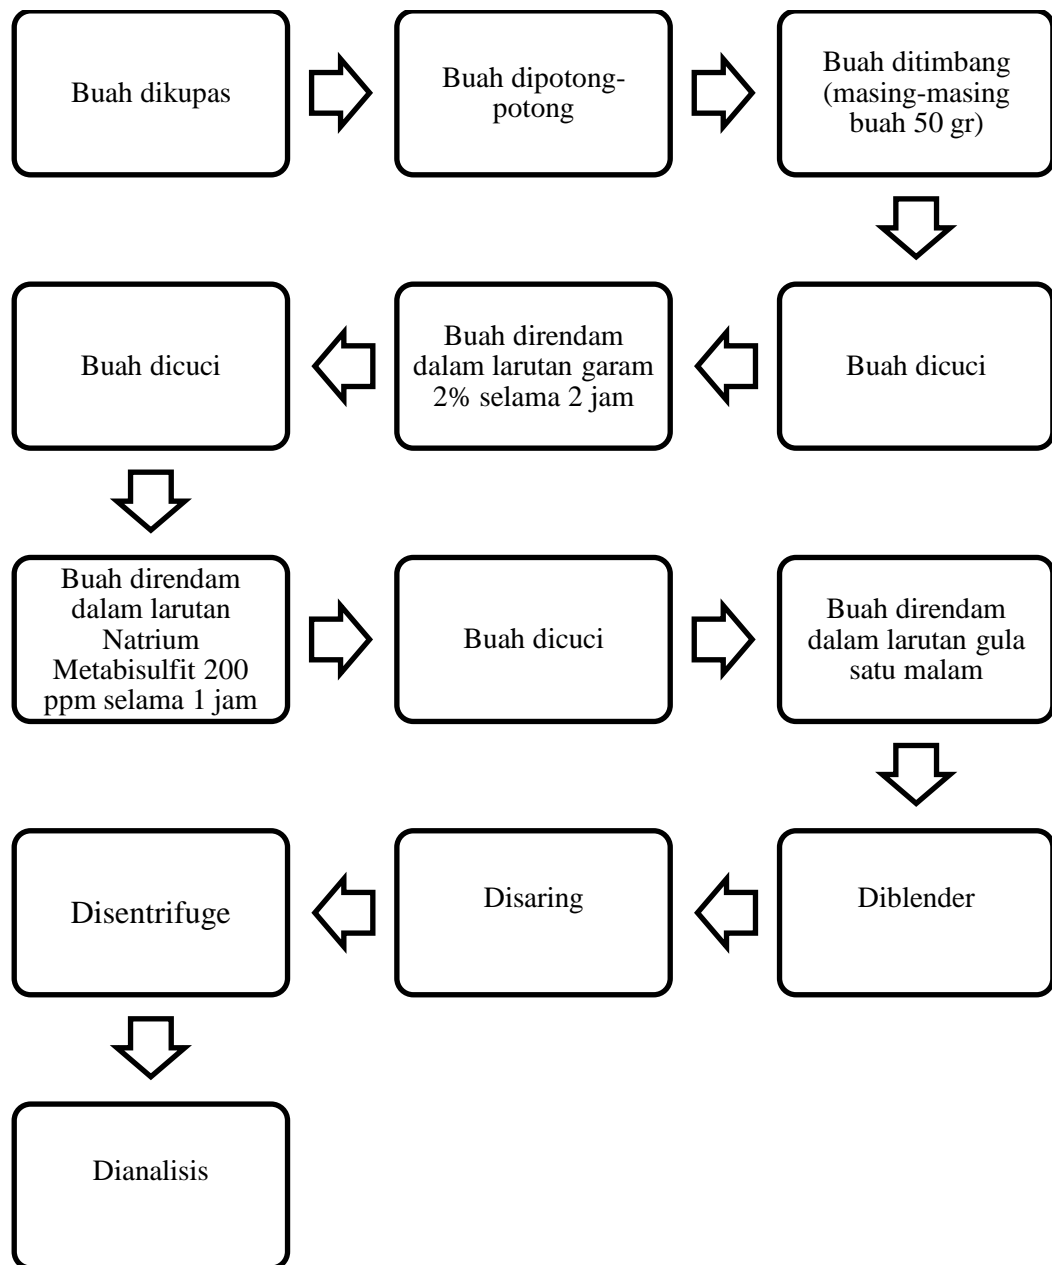 Buah dikupas
Buah dipotong-
potong
Buah ditimbang
(masing-masing
buah 50 gr)
Buah dicuci
Buah direndam
dalam larutan garam
2% selama 2 jam
Buah dicuci
Buah direndam
dalam larutan
Natrium
Metabisulfit 200
ppm selama 1 jam
Buah dicuci
Buah direndam
dalam larutan gula
satu malam
Diblender
Disaring
Disentrifuge
Dianalisis